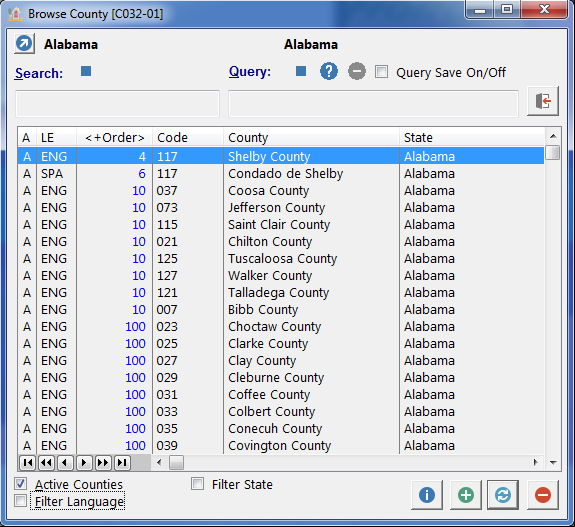 Browse County [C032-01]
Alabama Alabama
Search: Query: Query Save On/Off
A LE <+Order> Code County State
A ENG 4 117 Shelby County Alabama
A SPA 6 117 Condado de Shelby Alabama
A ENG 10 037 Coosa County Alabama
A ENG 10 073 Jefferson County Alabama
A ENG 10 115 Saint Clair County Alabama
A ENG 10 021 Chilton County Alabama
A ENG 10 125 Tuscaloosa County Alabama
A ENG 10 127 Walker County Alabama
A ENG 10 121 Talladega County Alabama
A ENG 10 007 Bibb County Alabama
A ENG 100 023 Choctaw County Alabama
A ENG 100 025 Clarke County Alabama
A ENG 100 027 Clay County Alabama
A ENG 100 029 Cleburne County Alabama
A ENG 100 031 Coffee County Alabama
A ENG 100 033 Colbert County Alabama
A ENG 100 035 Conecuh County Alabama
A ENG 100 039 Covington County Alabama
Active Counties Filter State
Filter Language